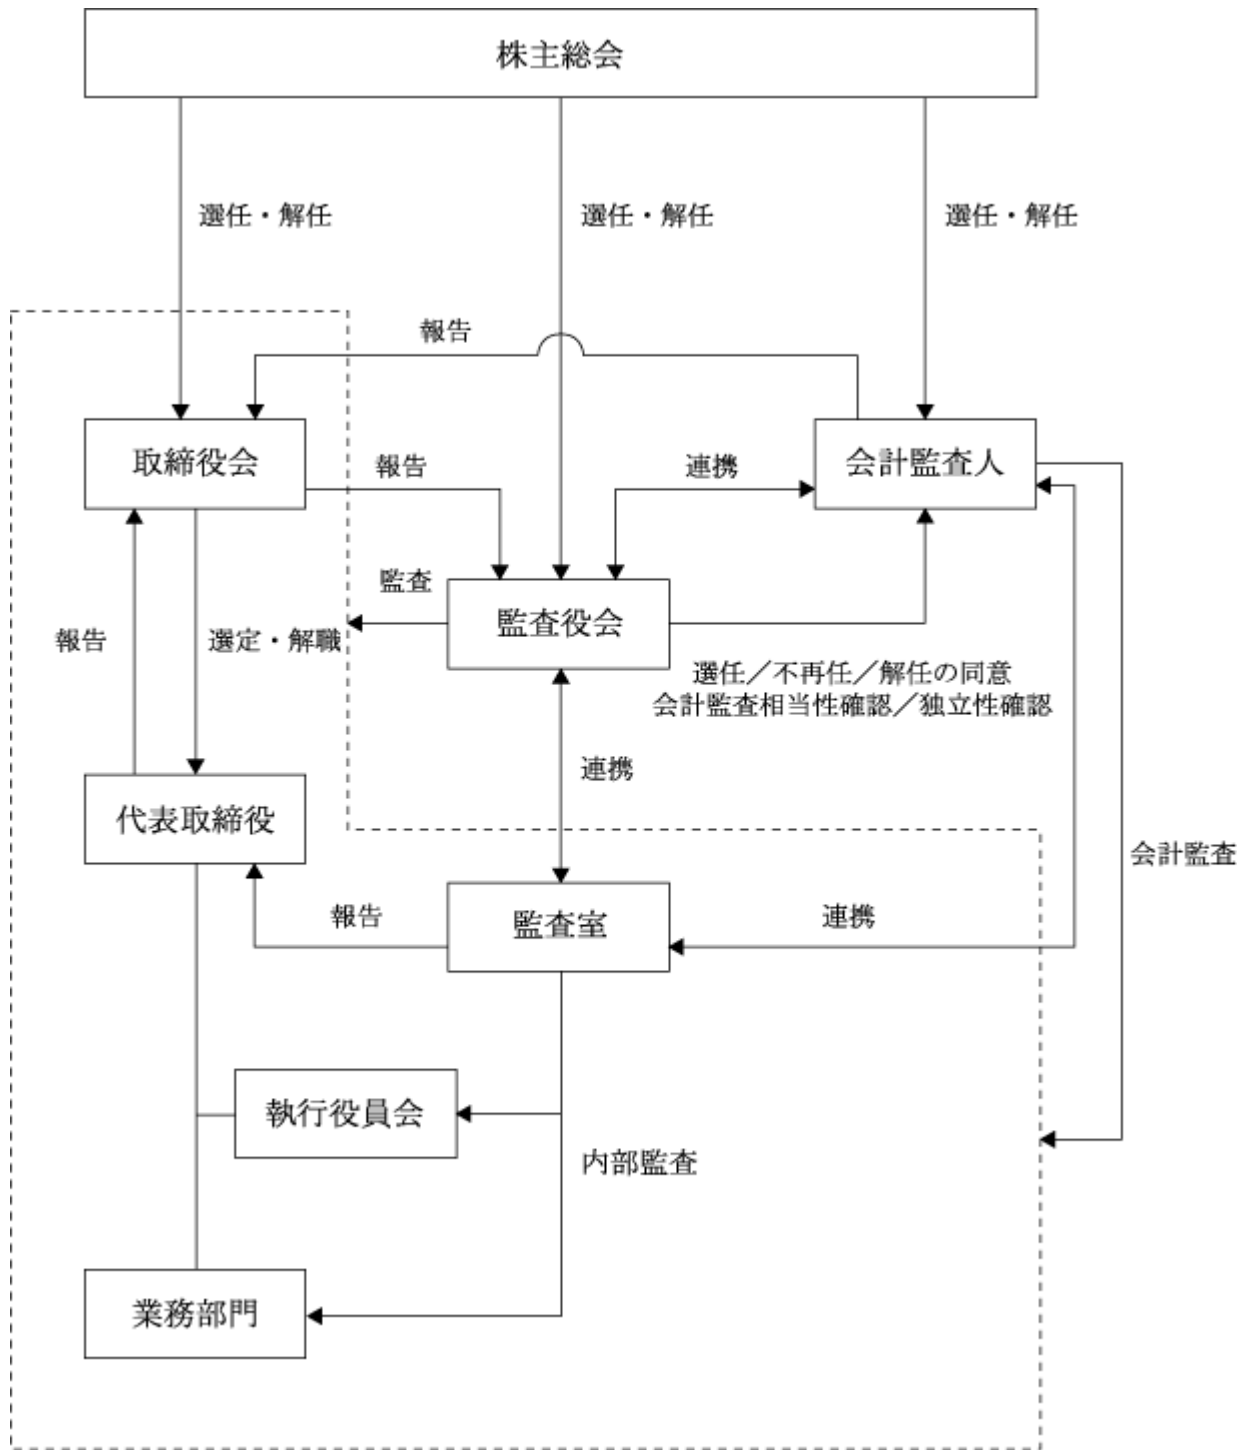 株主総会
選任・解任
選任・解任
選任・解任
報告
取締役会
報告
連携
会計監査人
監査
監査役会
報告
選定・解職
選任／不再任／解任の同意
会計監査相当性確認／独立性確認
連携
代表取締役
会計監査
報告
監査室
連携
執行役員会
内部監査
業務部門